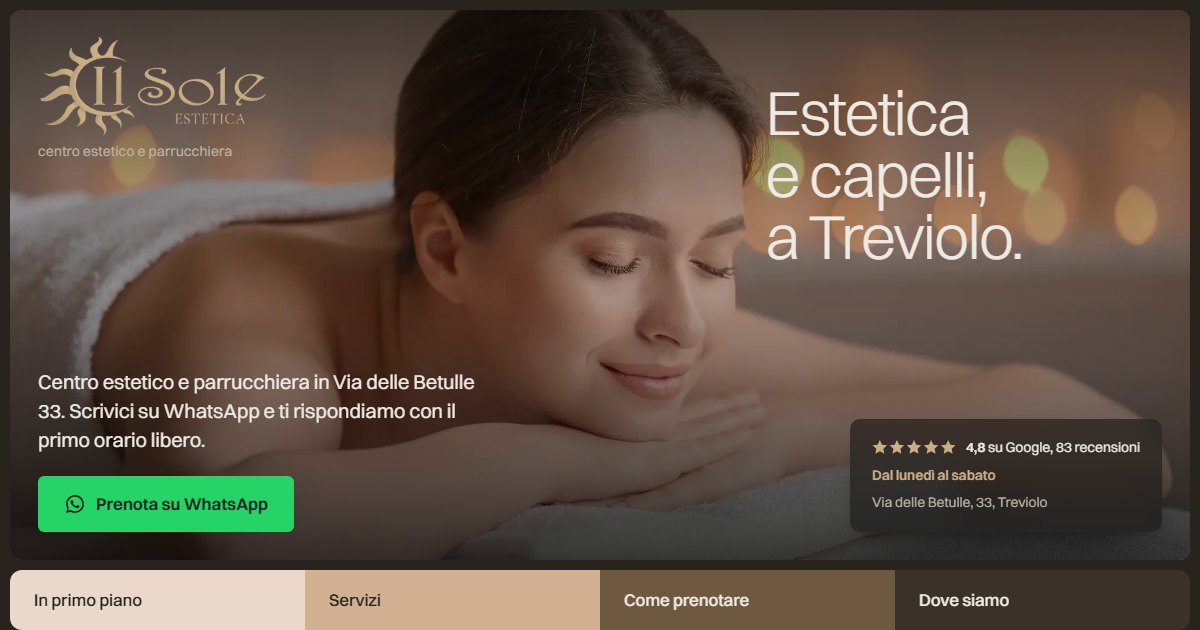 Il Sole
ESTETICA
centro estetico e parrucchiera
Estetica
e capelli,
a Treviolo.
Centro estetico e parrucchiera in Via delle Betulle
33. Scrivici su WhatsApp e ti rispondiamo con il
primo orario libero.
Prenota su WhatsApp
4,8 su Google, 83 recensioni
Dal lunedì al sabato
Via delle Betulle, 33, Treviolo
In primo piano
Servizi
Come prenotare
Dove siamo